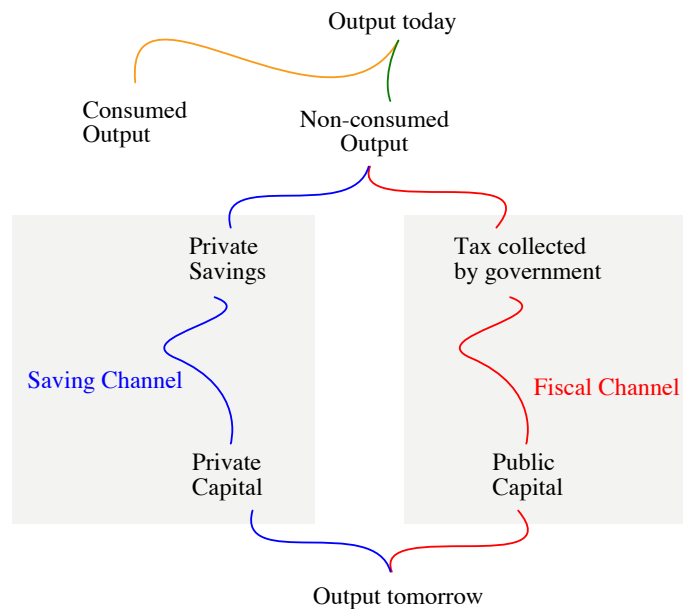 Output today
Consumed
Output
Non-consumed
Output
Private
Savings
Tax collected
by government
Saving Channel
Fiscal Channel
Private
Capital
Public
Capital
Output tomorrow